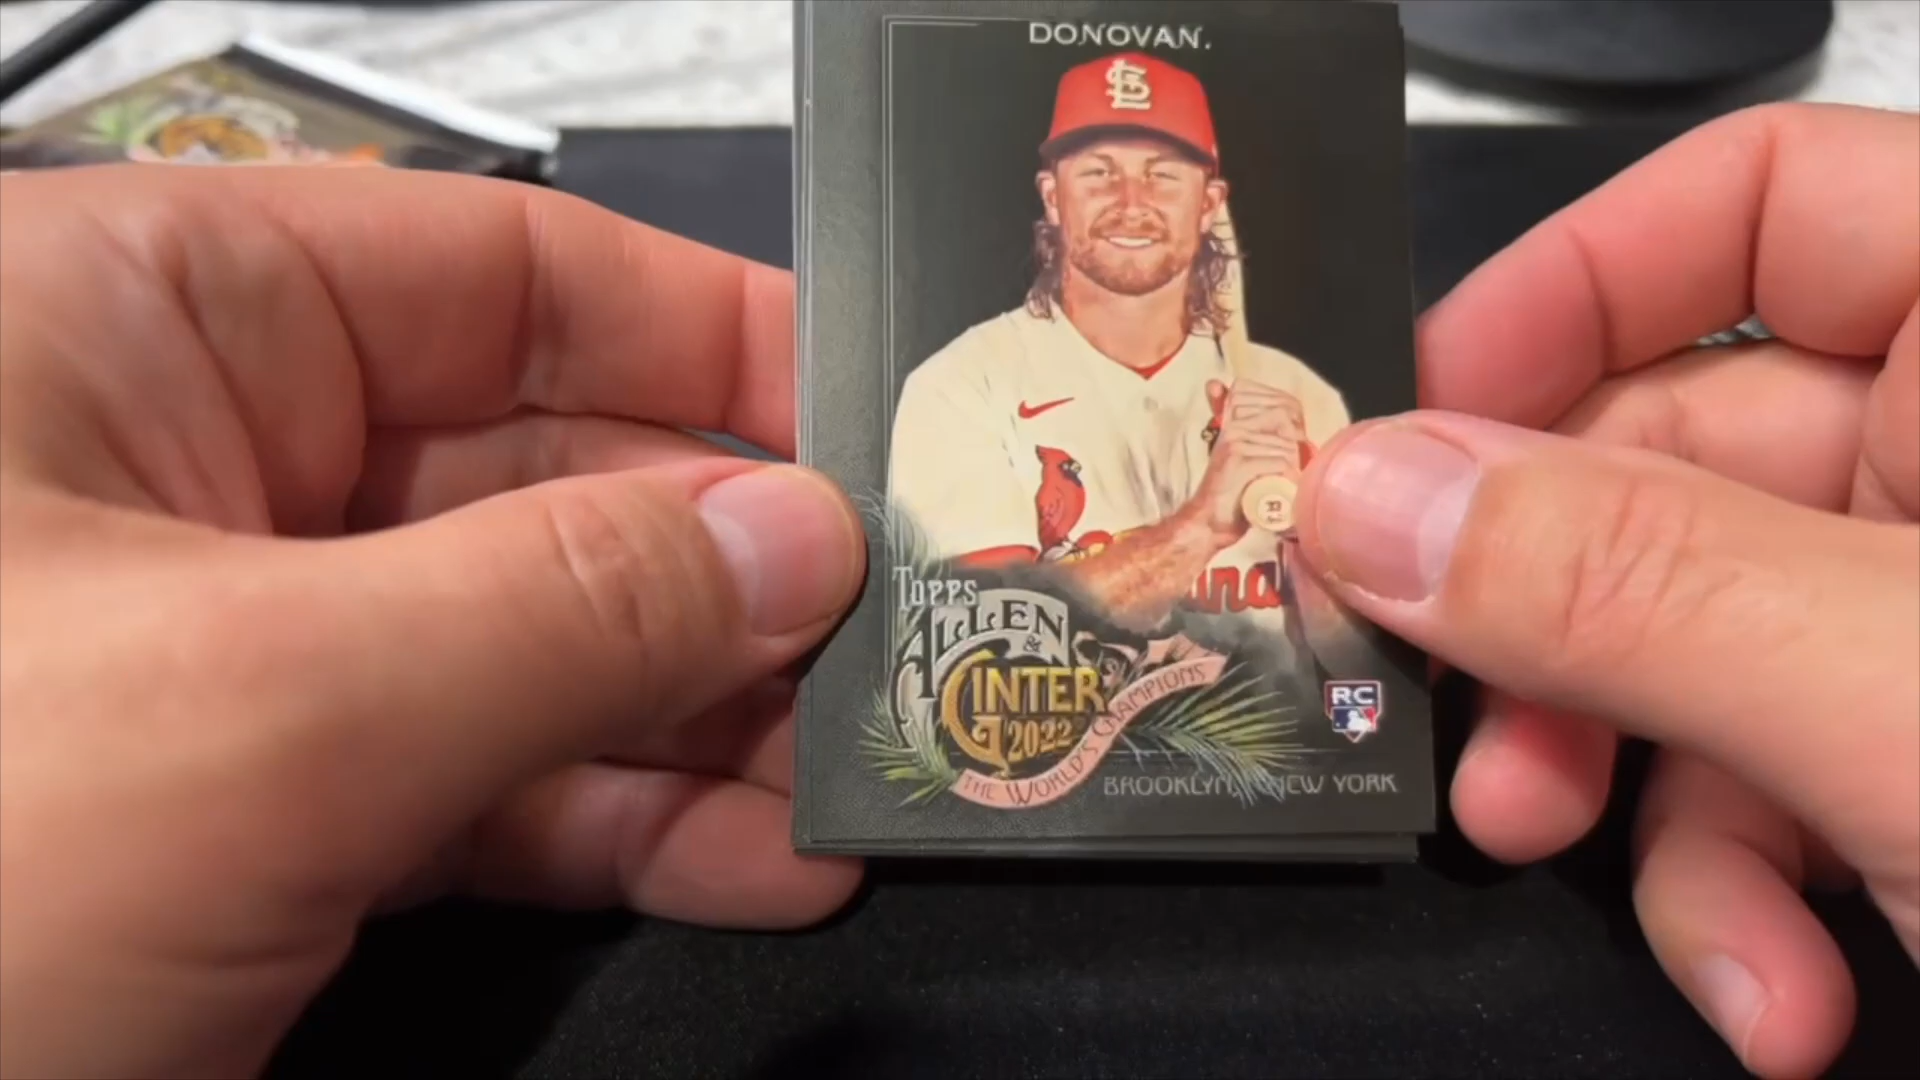 DONOVAN.
TOPPS
ALLEN
&
GINTER
2022
THE WORLD'S CHAMPIONS
RC
BROOKLYN, NEW YORK